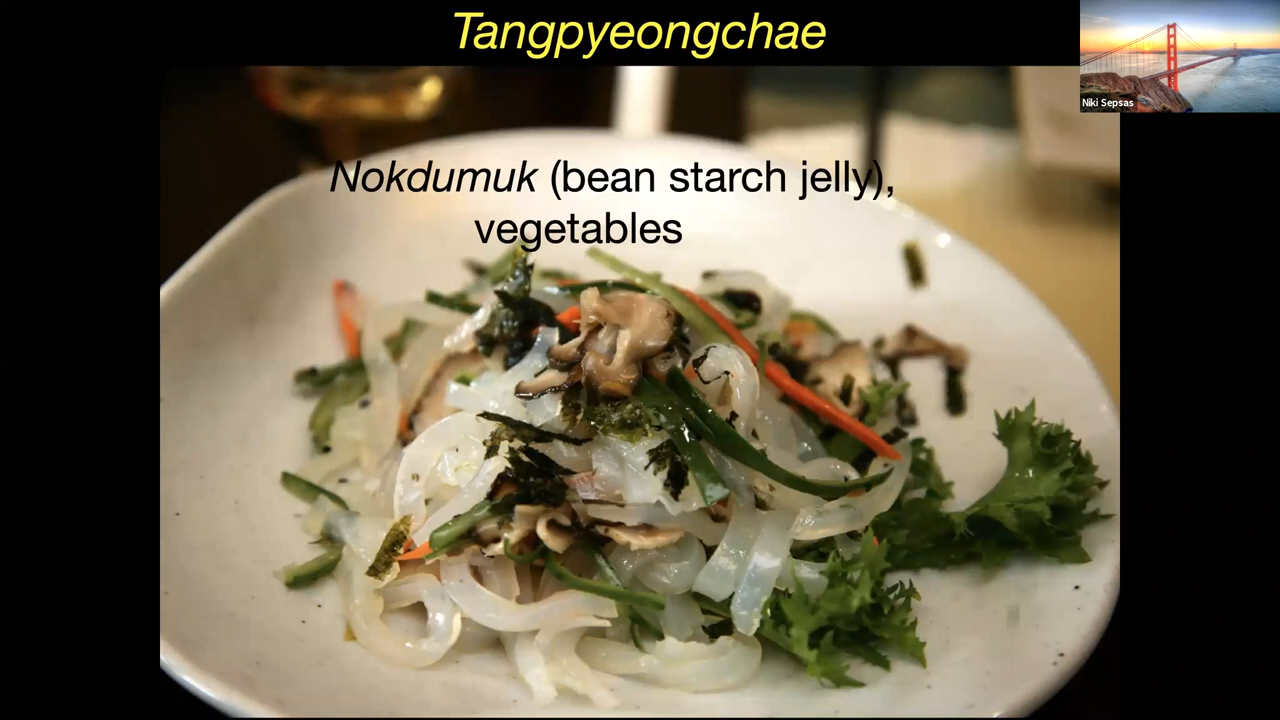 Tangpyeongchae
Niki Sepsas
Nokdumuk (bean starch jelly),
vegetables